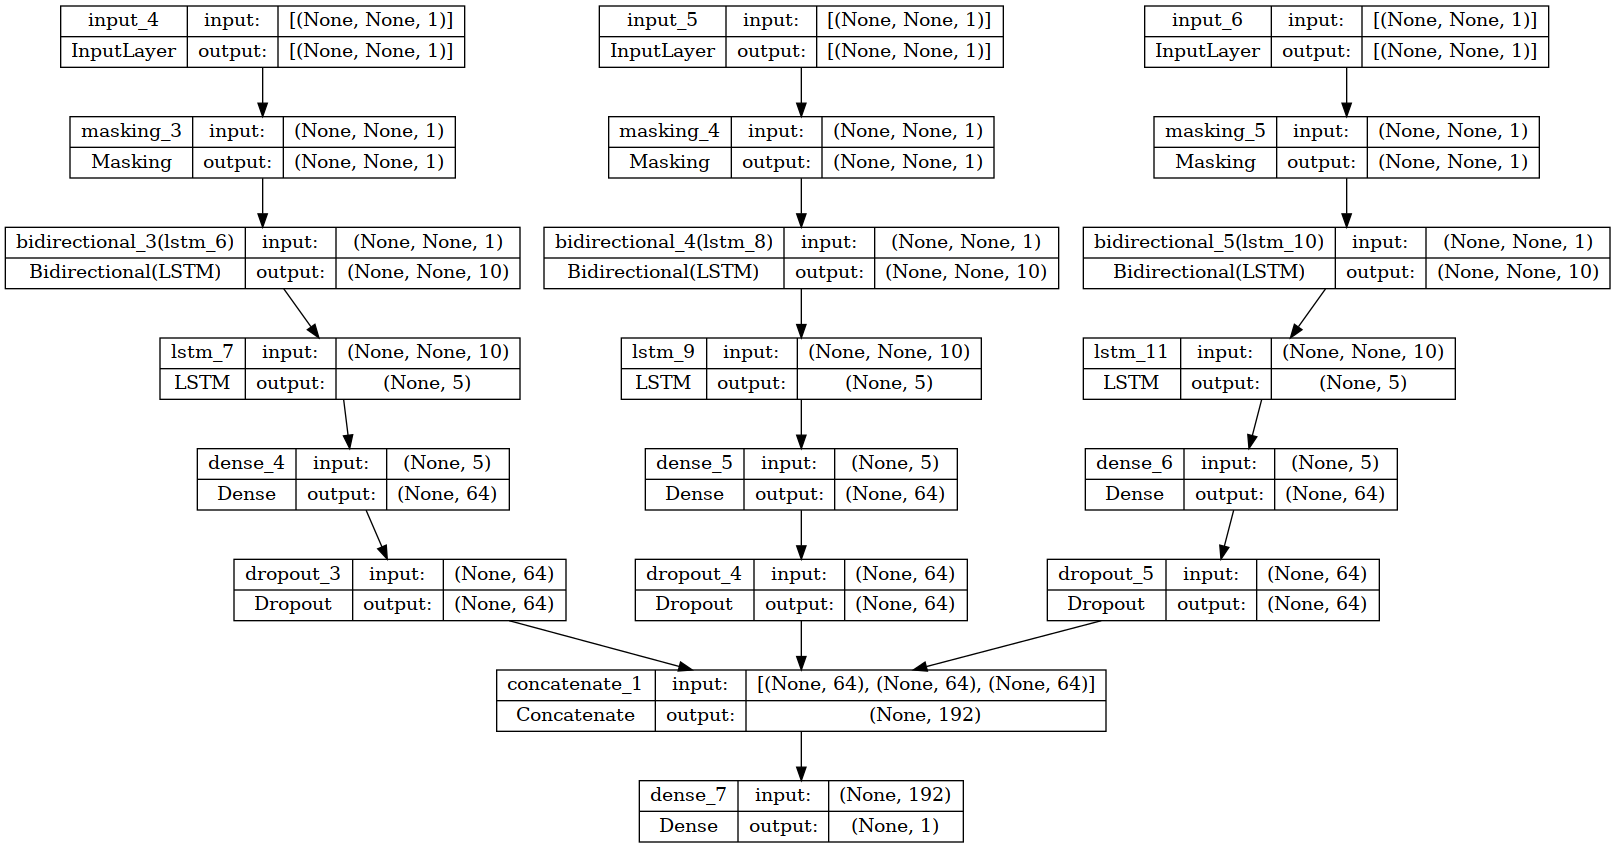 input_4 input: [(None, None, 1)]
InputLayer output: [(None, None, 1)]
input_5 input: [(None, None, 1)]
InputLayer output: [(None, None, 1)]
input_6 input: [(None, None, 1)]
InputLayer output: [(None, None, 1)]
masking_3 input: (None, None, 1)
Masking output: (None, None, 1)
masking_4 input: (None, None, 1)
Masking output: (None, None, 1)
masking_5 input: (None, None, 1)
Masking output: (None, None, 1)
bidirectional_3(lstm_6) input: (None, None, 1)
Bidirectional(LSTM) output: (None, None, 10)
bidirectional_4(lstm_8) input: (None, None, 1)
Bidirectional(LSTM) output: (None, None, 10)
bidirectional_5(lstm_10) input: (None, None, 1)
Bidirectional(LSTM) output: (None, None, 10)
lstm_7 input: (None, None, 10)
LSTM output: (None, 5)
lstm_9 input: (None, None, 10)
LSTM output: (None, 5)
lstm_11 input: (None, None, 10)
LSTM output: (None, 5)
dense_4 input: (None, 5)
Dense output: (None, 64)
dense_5 input: (None, 5)
Dense output: (None, 64)
dense_6 input: (None, 5)
Dense output: (None, 64)
dropout_3 input: (None, 64)
Dropout output: (None, 64)
dropout_4 input: (None, 64)
Dropout output: (None, 64)
dropout_5 input: (None, 64)
Dropout output: (None, 64)
concatenate_1 input: [(None, 64), (None, 64), (None, 64)]
Concatenate output: (None, 192)
dense_7 input: (None, 192)
Dense output: (None, 1)